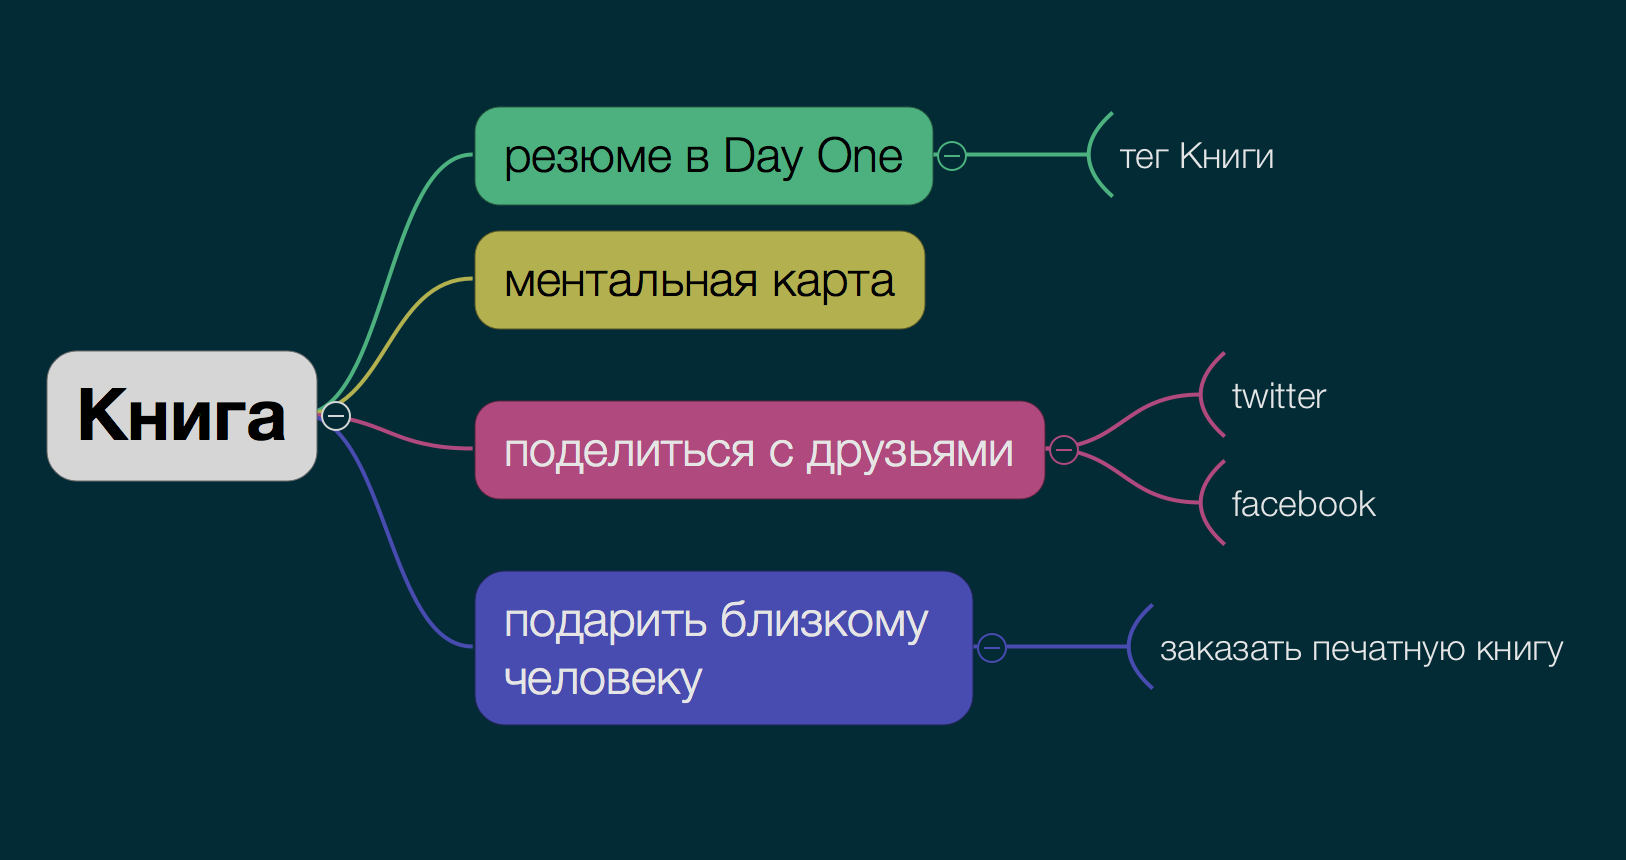 Книга
резюме в Day One
тег Книги
ментальная карта
поделиться с друзьями
twitter
facebook
подарить близкому
человеку
заказать печатную книгу